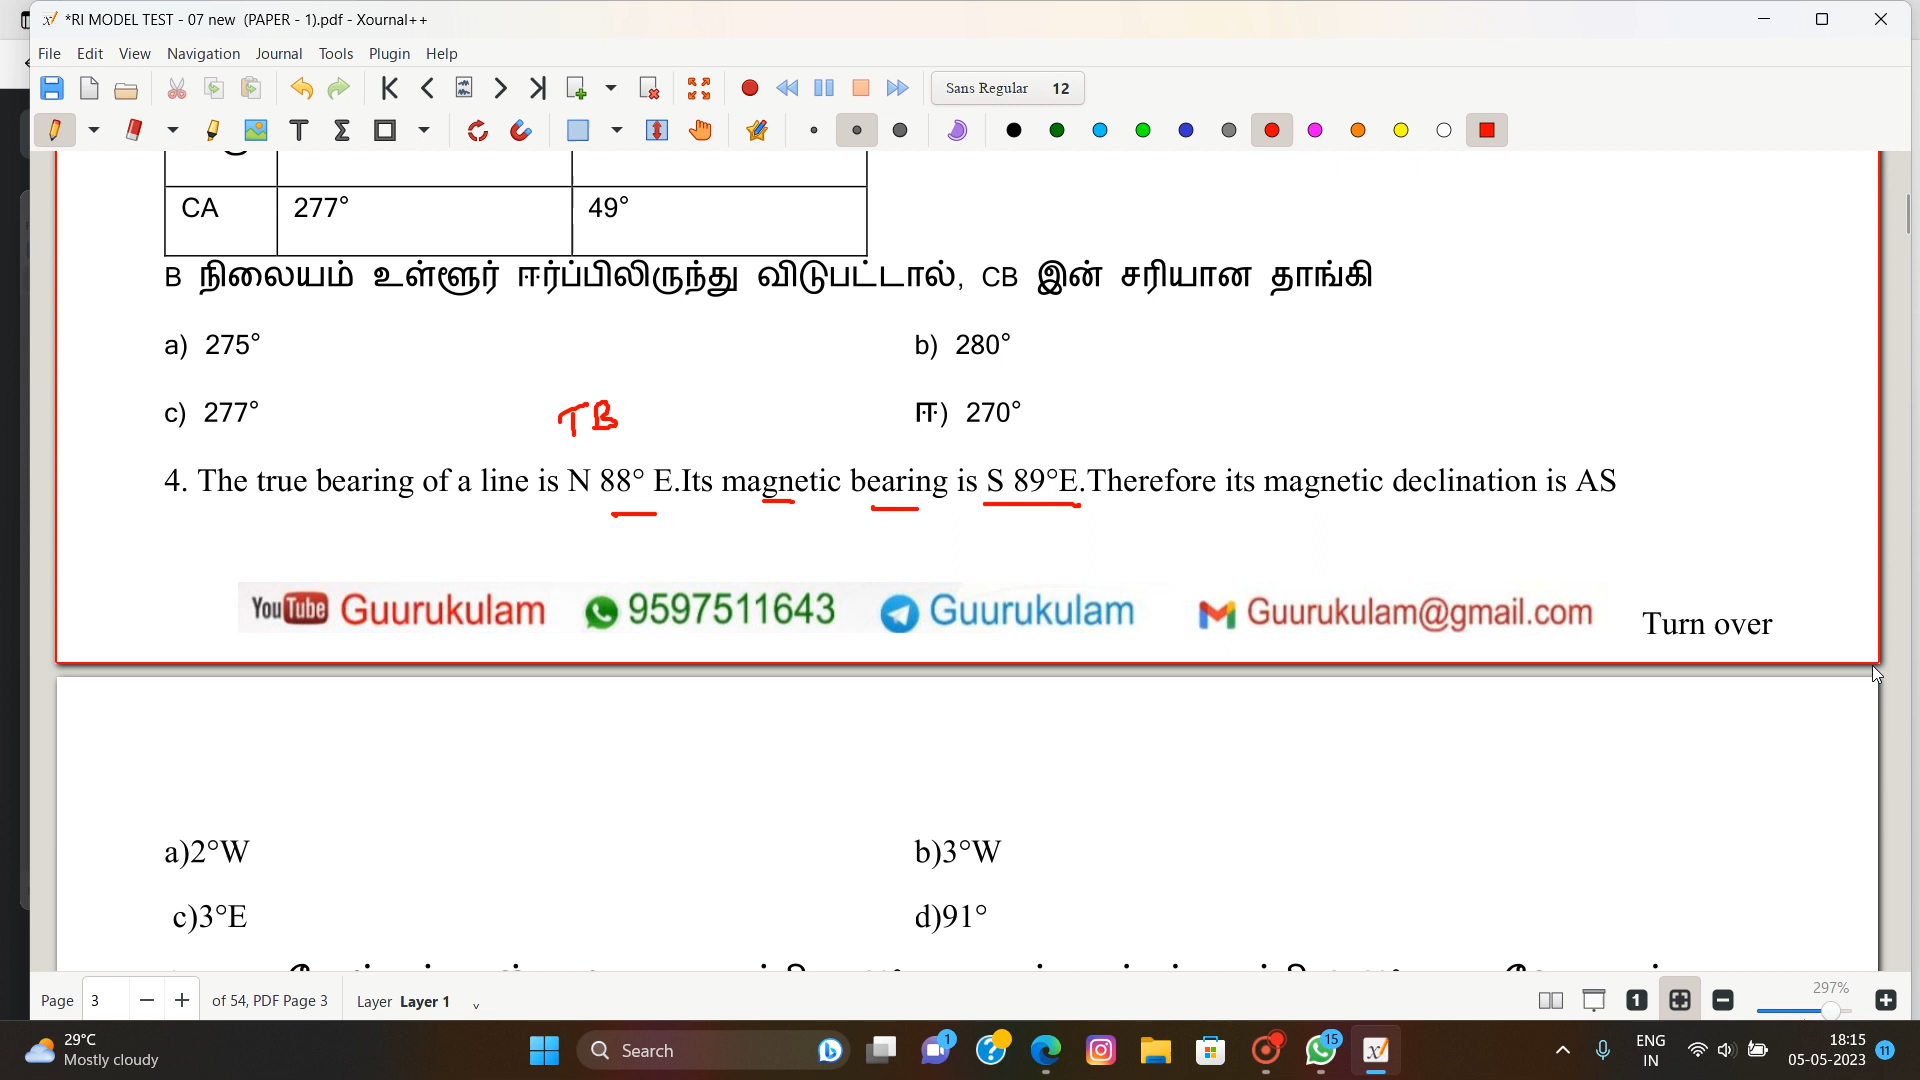 *RI MODEL TEST - 07 new (PAPER - 1).pdf - Xournal++
File Edit View Navigation Journal Tools Plugin Help
Sans Regular 12
CA 277° 49°
B நிலையம் உள்ளூர் ஈர்ப்பிலிருந்து விடுபட்டால், CB இன் சரியான தாங்கி
a) 275° b) 280°
c) 277° ஈ) 270°
TB
4. The true bearing of a line is N 88° E.Its magnetic bearing is S 89°E.Therefore its magnetic declination is AS
YouTube Guurukulam 9597511643 Guurukulam Guurukulam@gmail.com
Turn over
a)2°W b)3°W
c)3°E d)91°
Page 3 of 54, PDF Page 3 Layer Layer 1 297%
29°C
Mostly cloudy
Search
1
15
ENG
IN
18:15
05-05-2023
11